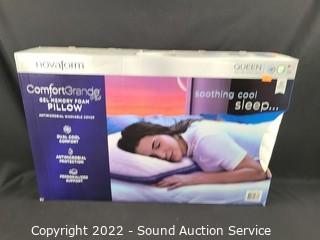 novaform
QUEEN
ComfortGrande Plus
GEL MEMORY FOAM
PILLOW
ANTIMICROBIAL WASHABLE COVER
soothing cool
sleep...
DUAL COOL
COMFORT
ANTIMICROBIAL
PROTECTION
PERSONALIZED
SUPPORT
Copyright 2022 - Sound Auction Service